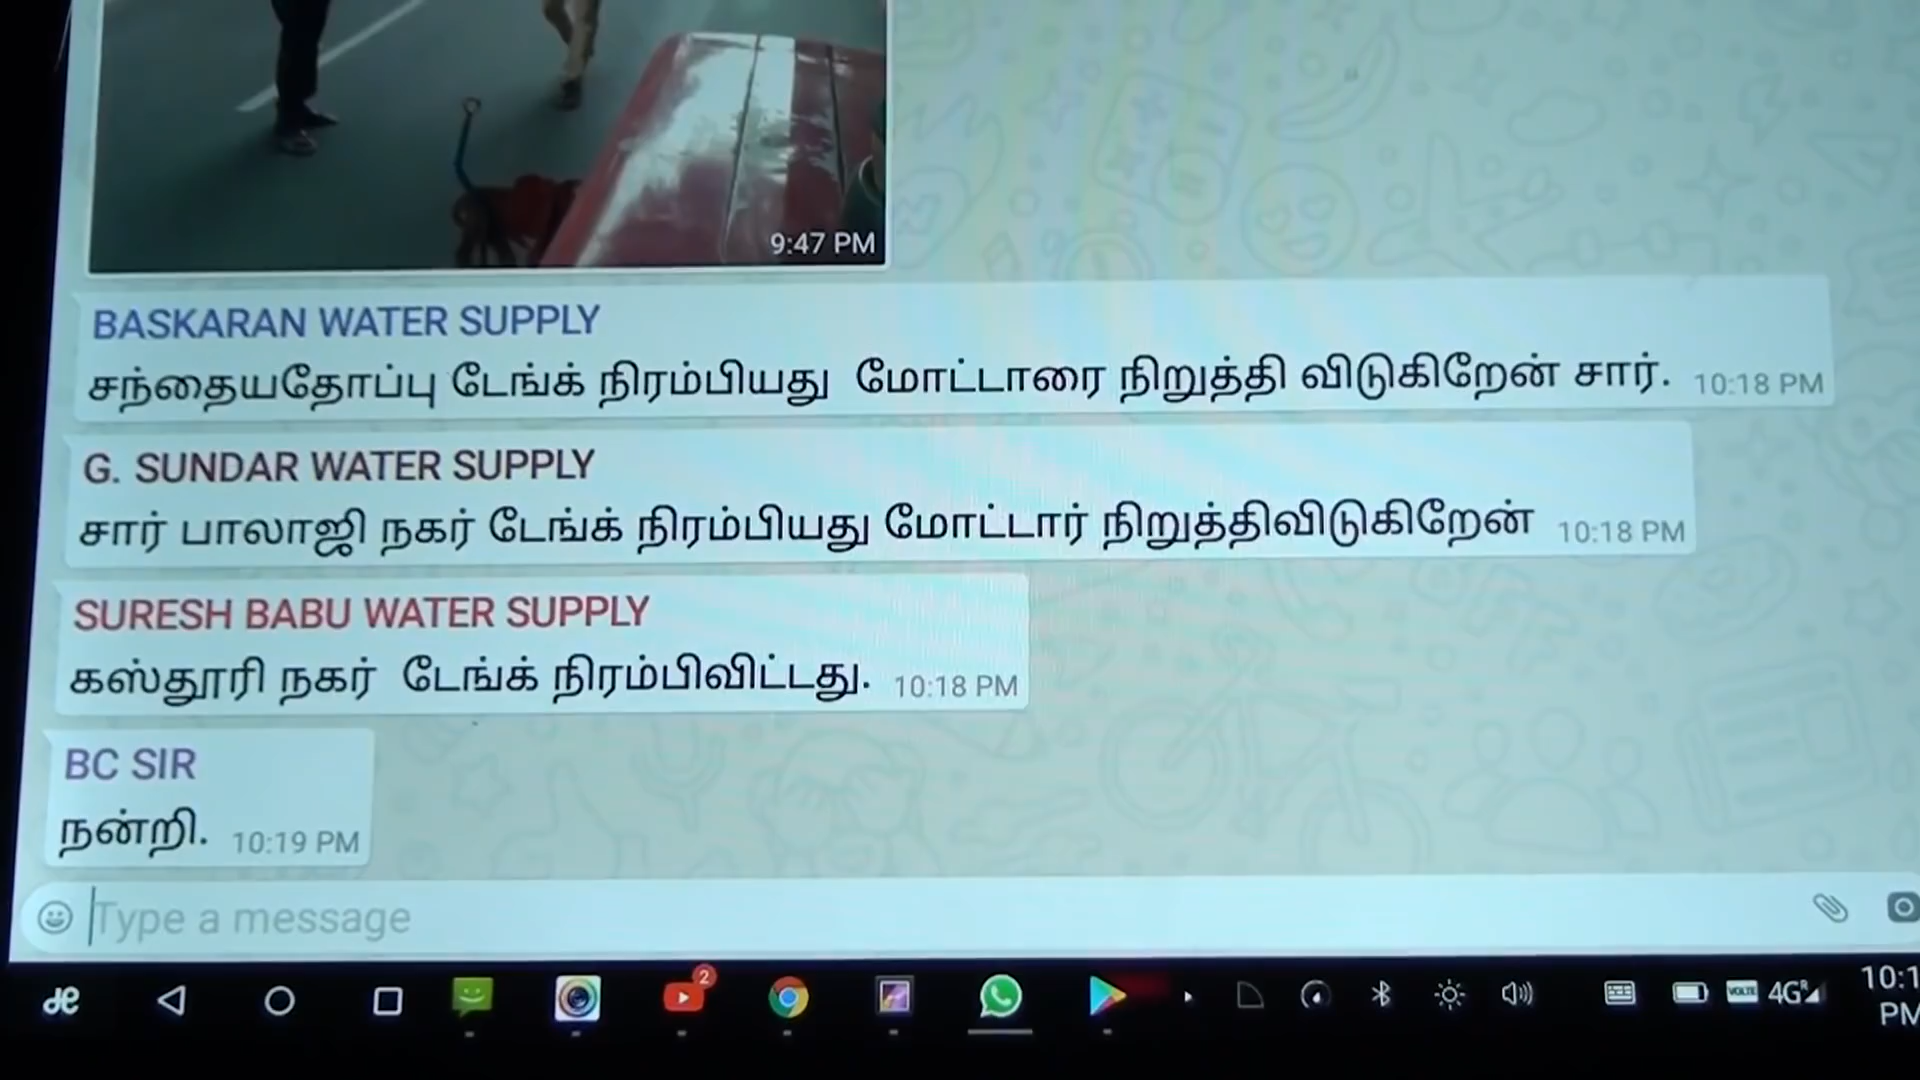 9:47 PM
BASKARAN WATER SUPPLY
சந்தையதோப்பு டேங்க் நிரம்பியது மோட்டாரை நிறுத்தி விடுகிறேன் சார். 10:18 PM
G. SUNDAR WATER SUPPLY
சார் பாலாஜி நகர் டேங்க் நிரம்பியது மோட்டார் நிறுத்திவிடுகிறேன் 10:18 PM
SURESH BABU WATER SUPPLY
கஸ்தூரி நகர் டேங்க் நிரம்பிவிட்டது. 10:18 PM
BC SIR
நன்றி. 10:19 PM
Type a message
2
VOLTE 4G R
PM